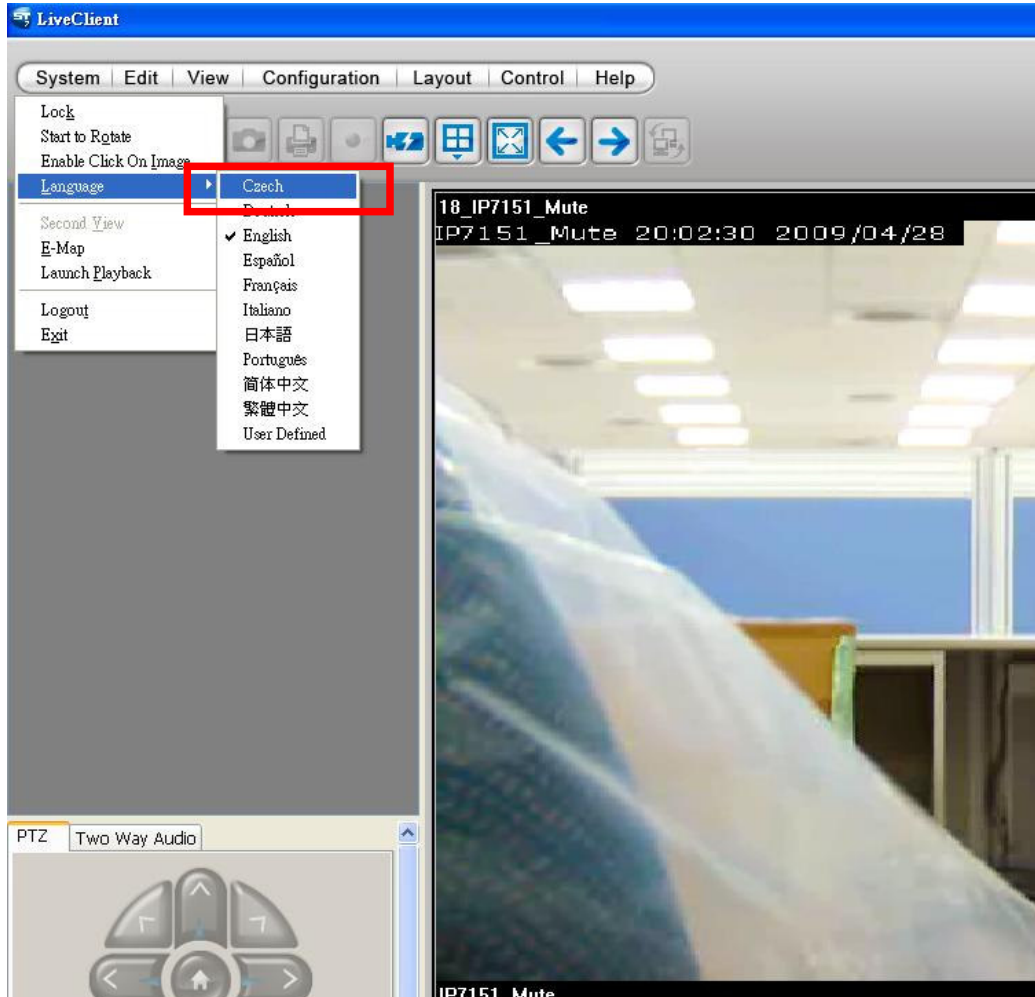 LiveClient
System Edit View Configuration Layout Control Help
Lock
Start to Rotate
Enable Click On Image
Language
Second View
E-Map
Launch Playback
Logout
Exit
Czech
Deutsch
✓ English
Español
Français
Italiano
日本語
Português
简体中文
繁體中文
User Defined
18_IP7151_Mute
IP7151_Mute 20:02:30 2009/04/28
PTZ Two Way Audio
IP7151_Mute